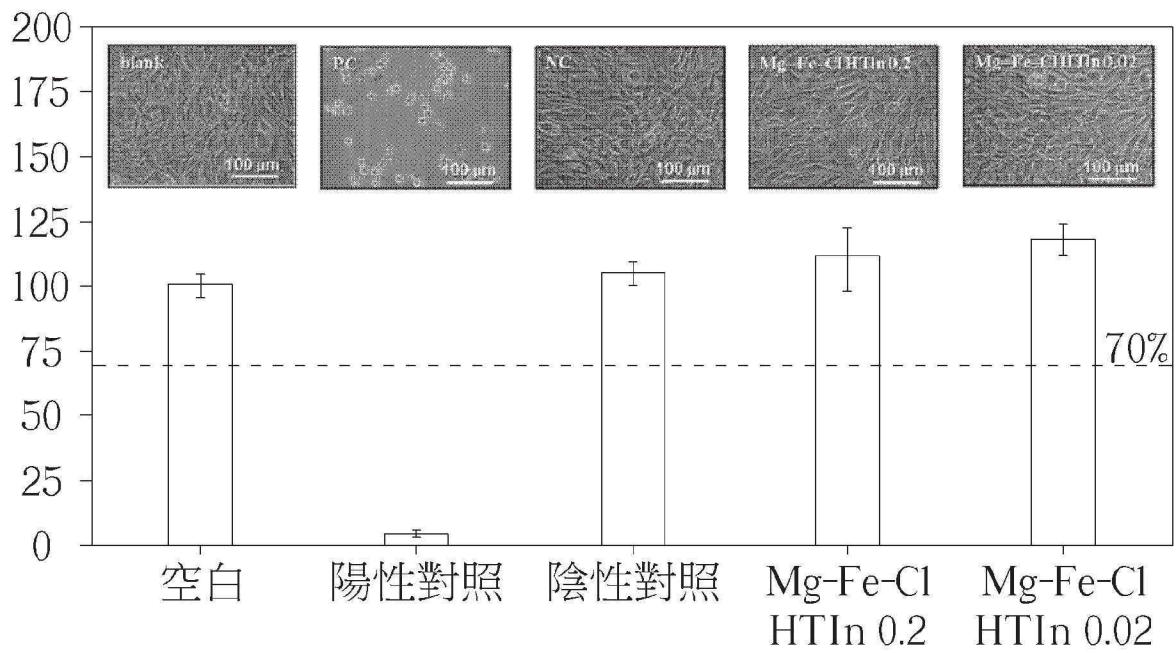 200
175
150
125
100
75
50
25
0
blank
100 μm
PC
100 μm
NC
100 μm
Mg-Fe-Cl HTIn 0.2
100 μm
Mg-Fe-Cl HTIn 0.02
100 μm
70%
空白
陽性對照
陰性對照
Mg-Fe-Cl
HTIn 0.2
Mg-Fe-Cl
HTIn 0.02